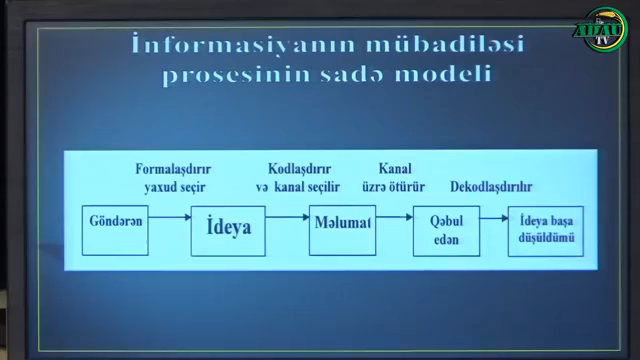 ADAU
TV
İnformasiyanın mübadiləsi
prosesinin sadə modeli
Formalaşdırır
yaxud seçir
Kodlaşdırır
və kanal seçilir
Kanal
üzrə ötürür
Dekodlaşdırılır
Göndərən
İdeya
Məlumat
Qəbul
edən
İdeya başa
düşüldümü